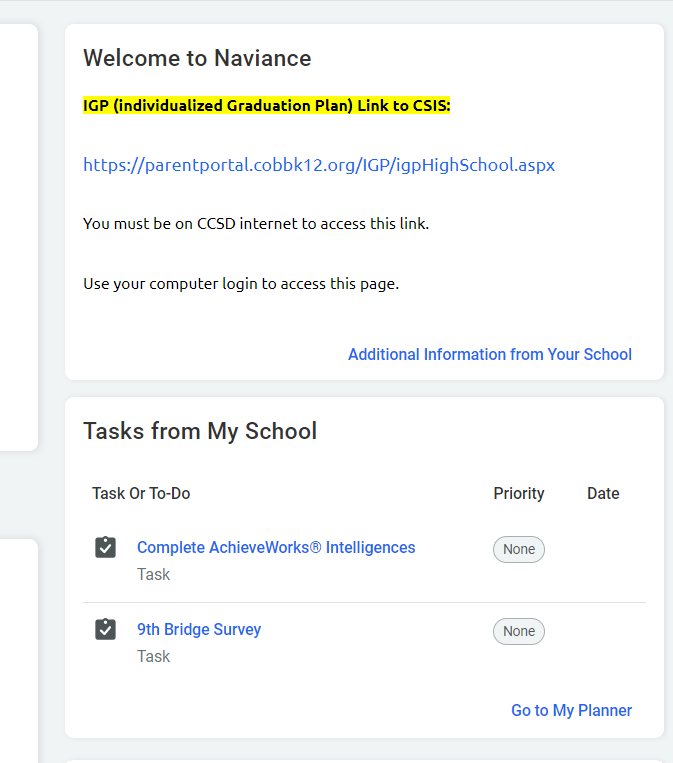 Welcome to Naviance
IGP (individualized Graduation Plan) Link to CSIS:
https://parentportal.cobbk12.org/IGP/igpHighSchool.aspx
You must be on CCSD internet to access this link.
Use your computer login to access this page.
Additional Information from Your School
Tasks from My School
Task Or To-Do Priority Date
Complete AchieveWorks® Intelligences None
Task
9th Bridge Survey None
Task
Go to My Planner